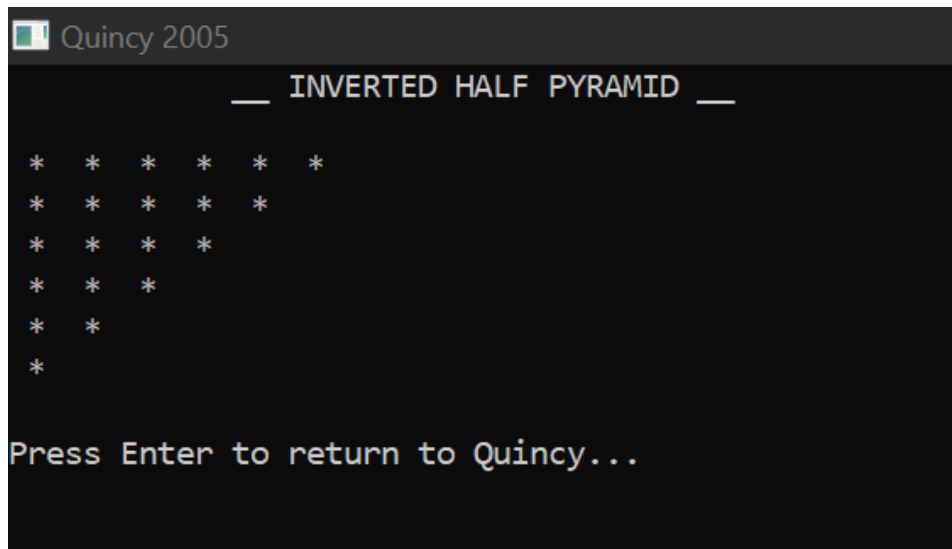 Quincy 2005
__ INVERTED HALF PYRAMID __
* * * * * *
* * * * *
* * * *
* * *
* *
*
Press Enter to return to Quincy...